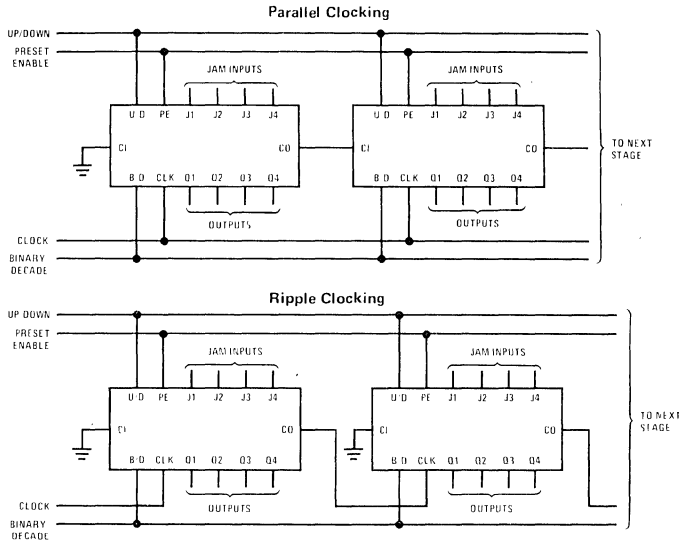 Parallel Clocking
UP/DOWN
PRESET
ENABLE
JAM INPUTS
JAM INPUTS
U D PE J1 J2 J3 J4
U D PE J1 J2 J3 J4
CI CO
CI CO
TO NEXT
STAGE
B D CLK Q1 Q2 Q3 Q4
B D CLK Q1 Q2 Q3 Q4
OUTPUTS
OUTPUTS
CLOCK
BINARY
DECADE
Ripple Clocking
UP DOWN
PRESET
ENABLE
JAM INPUTS
JAM INPUTS
U/D PE J1 J2 J3 J4
U/D PE J1 J2 J3 J4
CI CO
CI CO
TO NEXT
STAGE
B/D CLK Q1 Q2 Q3 Q4
B D CLK Q1 Q2 Q3 Q4
OUTPUTS
OUTPUTS
CLOCK
BINARY
DECADE